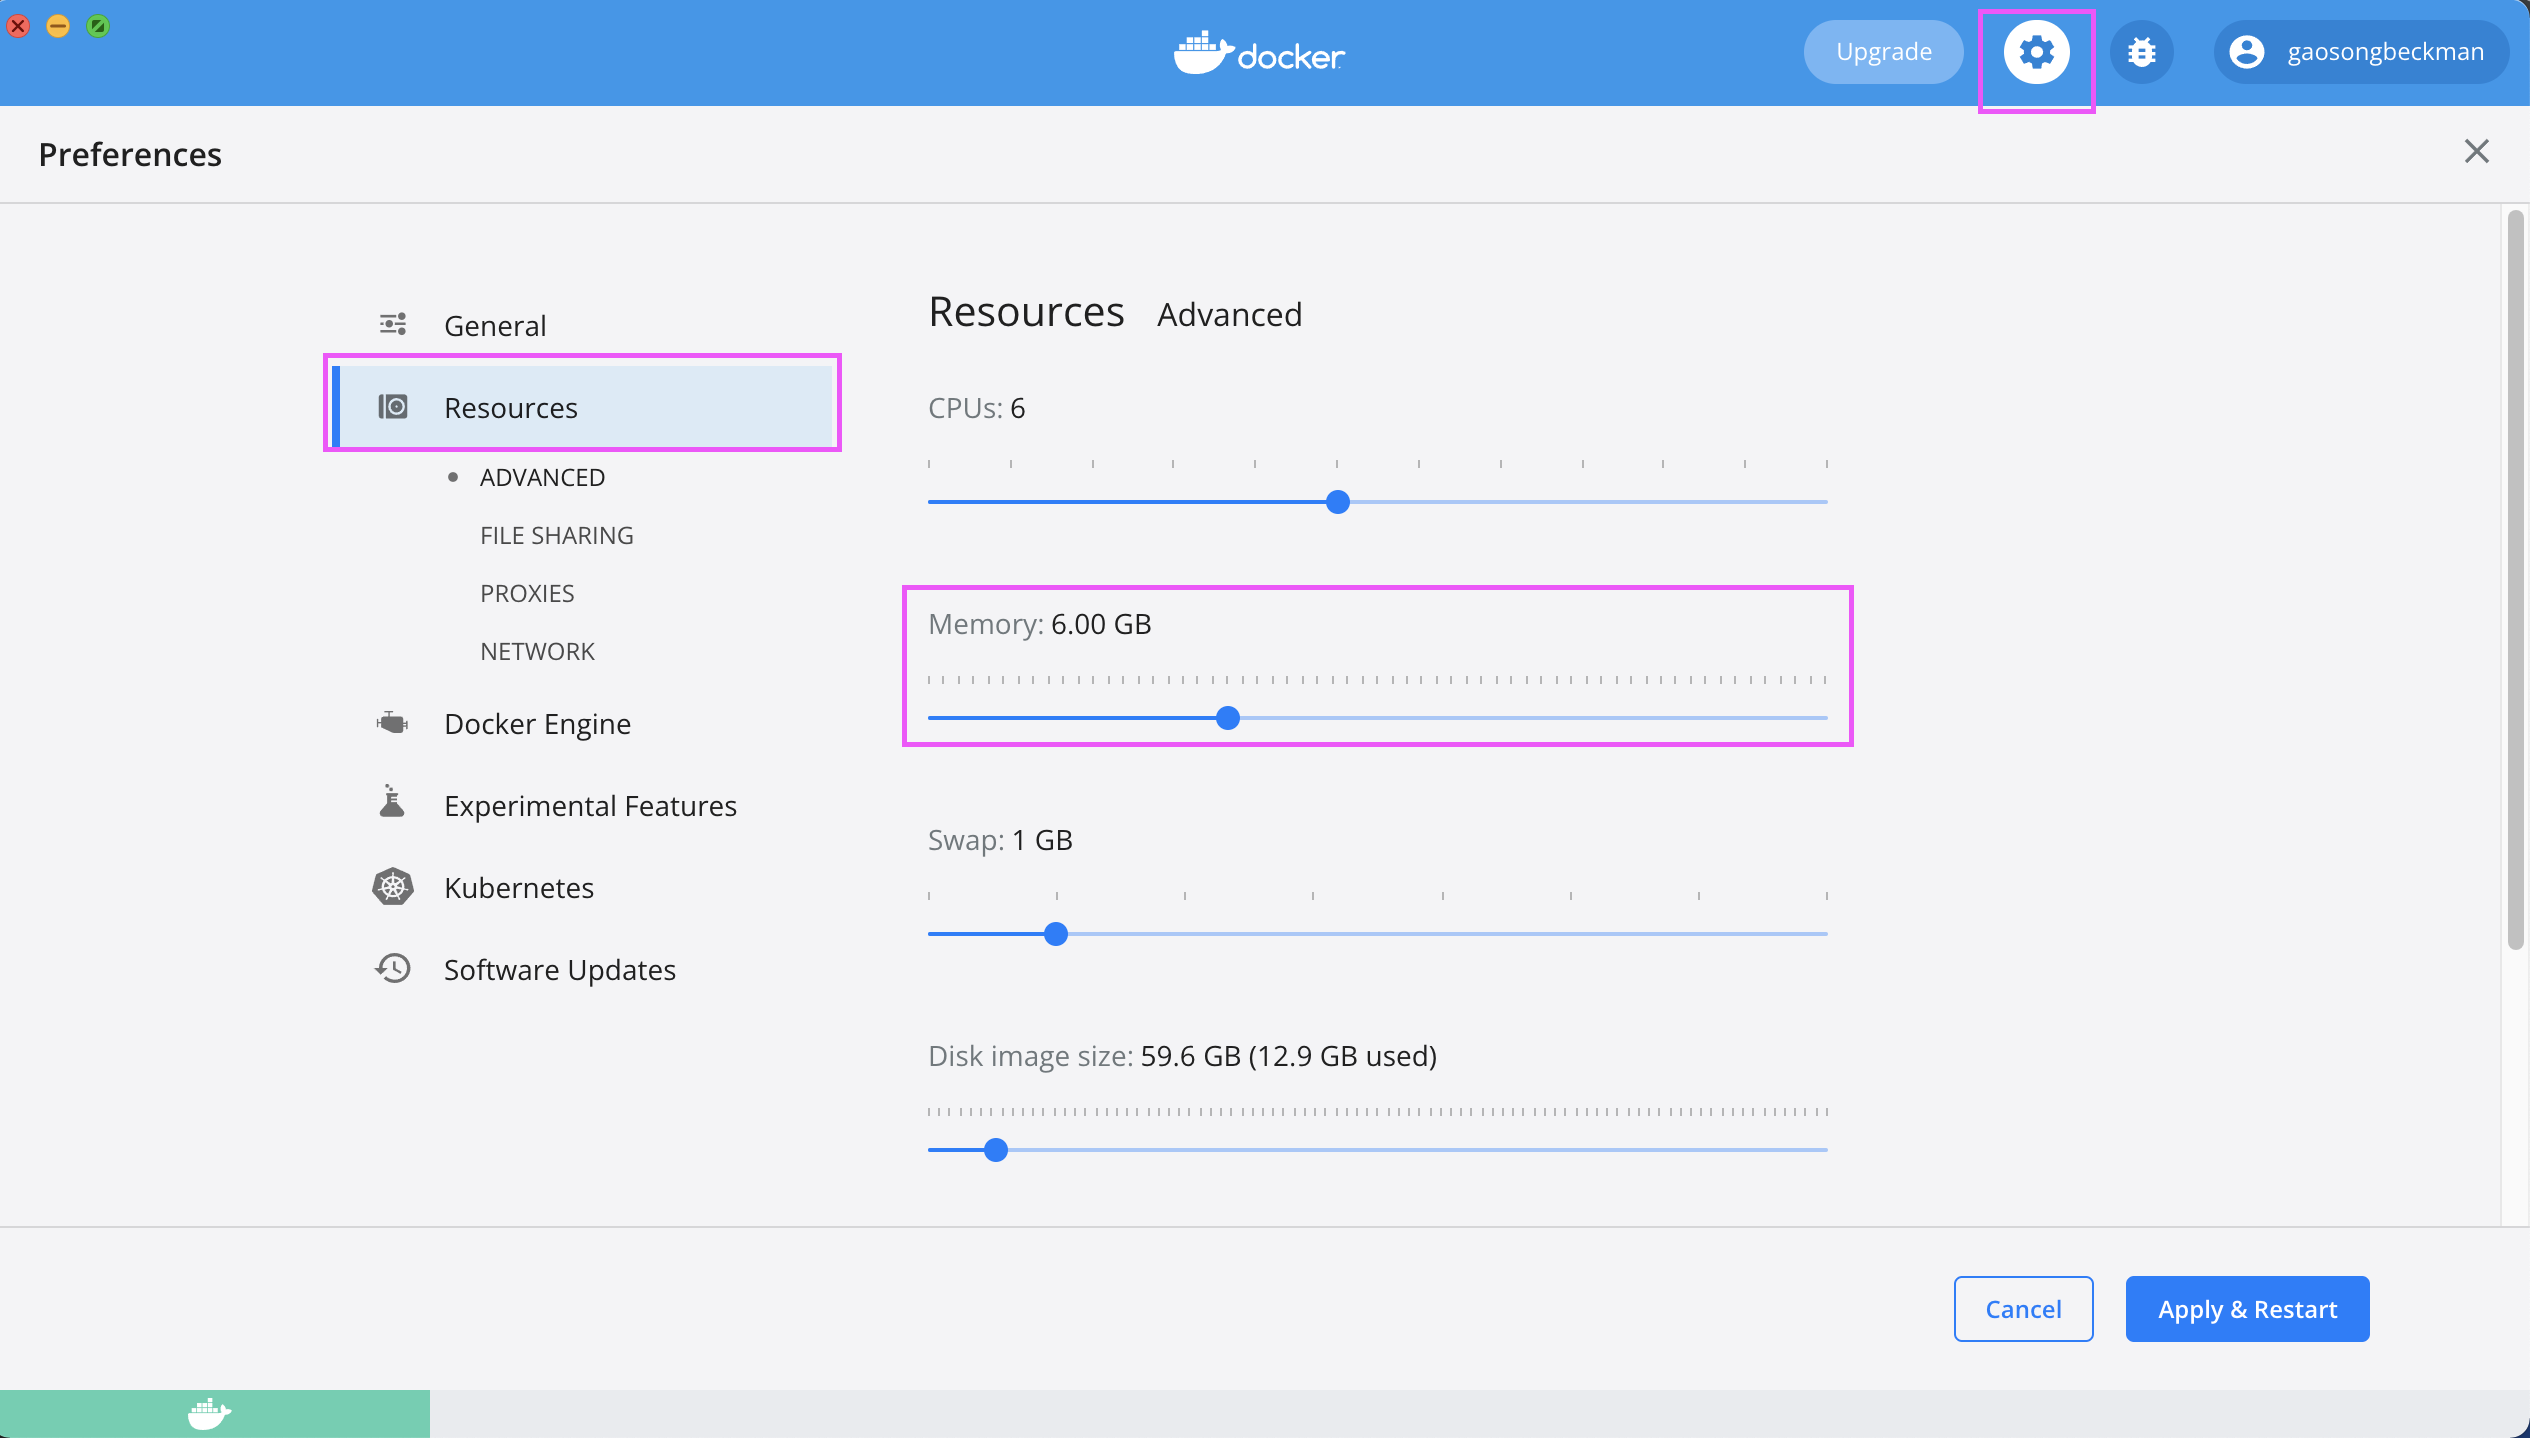 docker
Upgrade
gaosongbeckman
Preferences
General
Resources
ADVANCED
FILE SHARING
PROXIES
NETWORK
Docker Engine
Experimental Features
Kubernetes
Software Updates
Resources Advanced
CPUs: 6
Memory: 6.00 GB
Swap: 1 GB
Disk image size: 59.6 GB (12.9 GB used)
Cancel
Apply & Restart